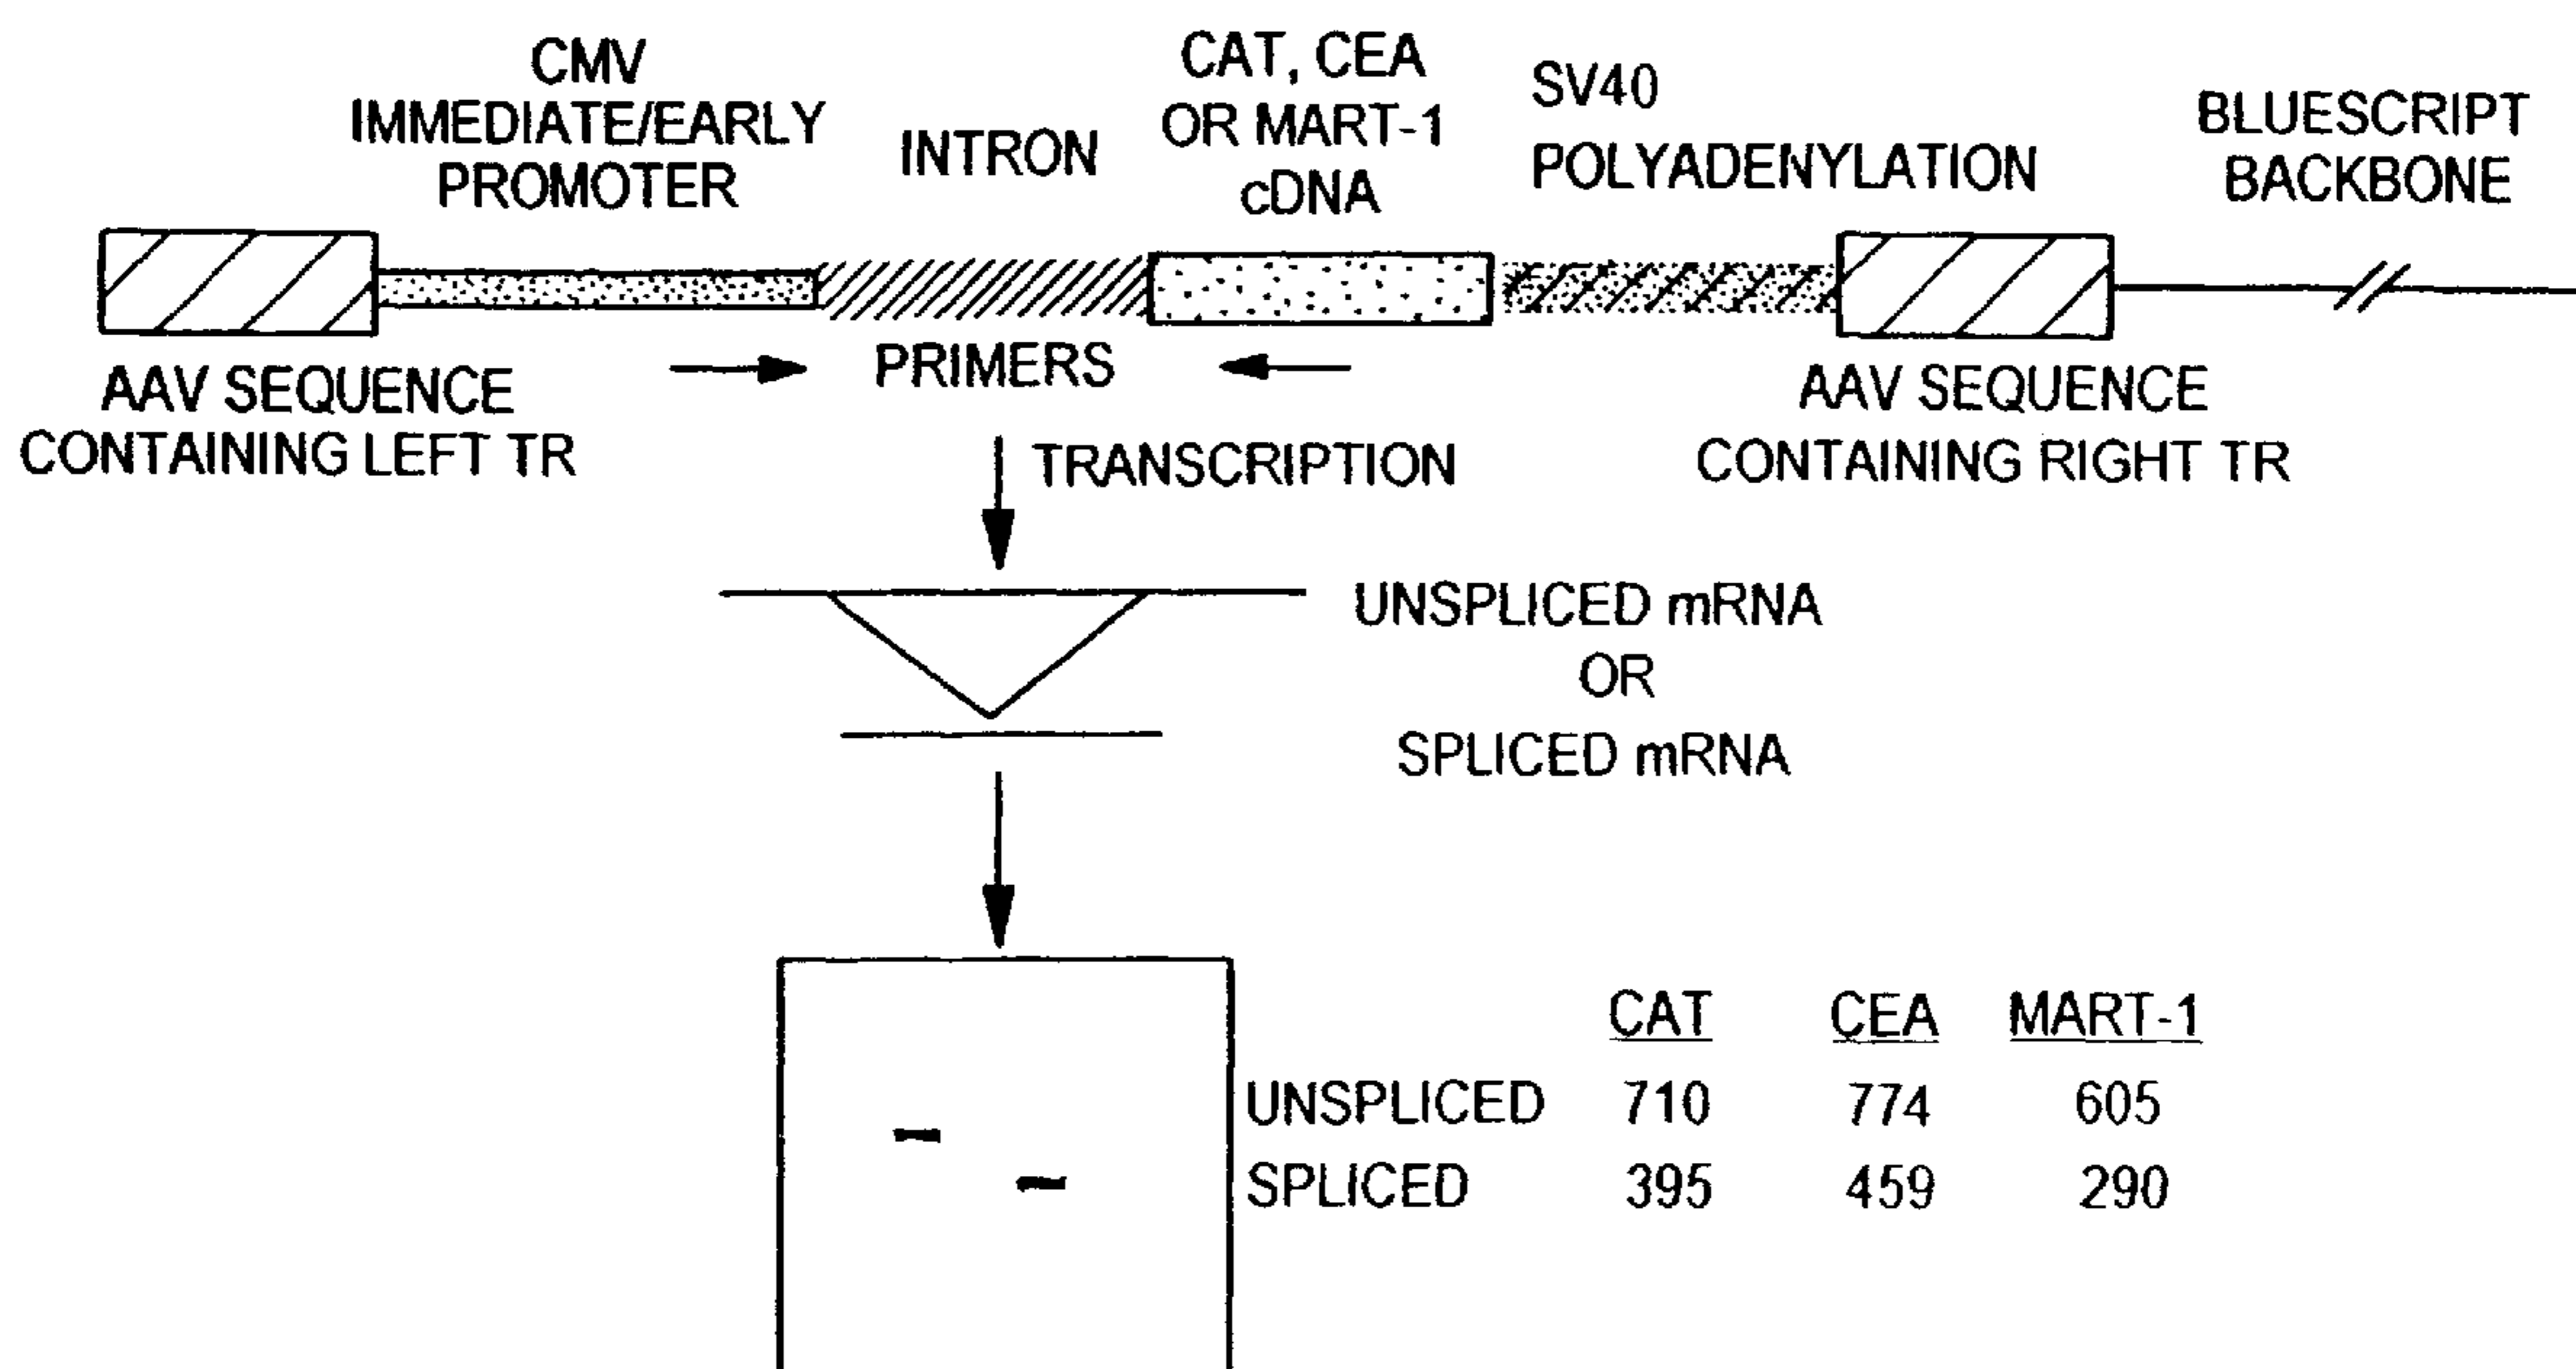 CMV
IMMEDIATE/EARLY
PROMOTER
INTRON
CAT, CEA
OR MART-1
cDNA
SV40
POLYADENYLATION
BLUESCRIPT
BACKBONE
AAV SEQUENCE
CONTAINING LEFT TR
PRIMERS
AAV SEQUENCE
CONTAINING RIGHT TR
TRANSCRIPTION
UNSPLICED mRNA
OR
SPLICED mRNA
CAT CEA MART-1
UNSPLICED 710 774 605
SPLICED 395 459 290